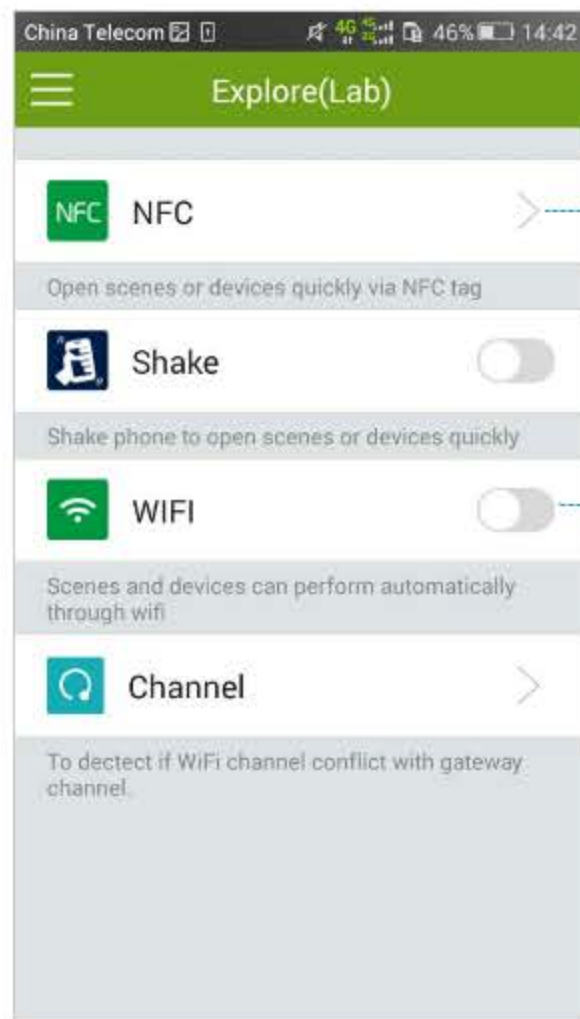 China Telecom 4G 46% 14:42
Explore(Lab)
NFC NFC
Open scenes or devices quickly via NFC tag
Shake
Shake phone to open scenes or devices quickly
WIFI
Scenes and devices can perform automatically
through wifi
Channel
To dectect if WiFi channel conflict with gateway
channel.